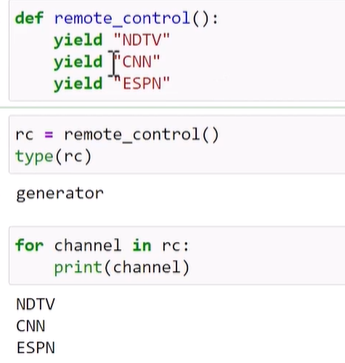 def remote_control():
    yield "NDTV"
    yield "CNN"
    yield "ESPN"
rc = remote_control()
type(rc)
generator
for channel in rc:
    print(channel)
NDTV
CNN
ESPN